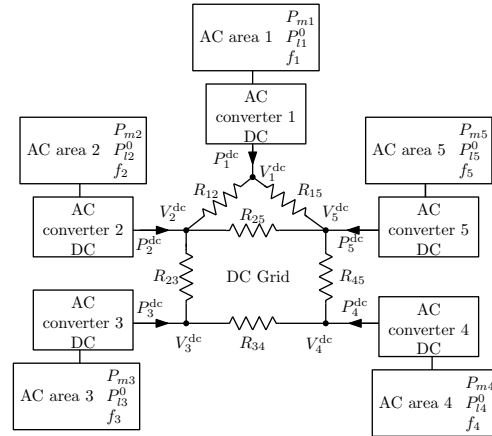 P_{m1}
AC area 1 P_{l1}^0
f_1
AC
converter 1
DC
P_1^{dc}
V_1^{dc}
P_{m2}
AC area 2 P_{l2}^0
f_2
AC
converter 2
DC
P_2^{dc}
V_2^{dc}
P_{m5}
AC area 5 P_{l5}^0
f_5
AC
converter 5
DC
P_5^{dc}
V_5^{dc}
R_{12}
R_{15}
R_{25}
R_{23}
DC Grid
R_{45}
R_{34}
AC
converter 3
DC
P_3^{dc}
V_3^{dc}
P_{m3}
AC area 3 P_{l3}^0
f_3
AC
converter 4
DC
P_4^{dc}
V_4^{dc}
P_{m4}
AC area 4 P_{l4}^0
f_4